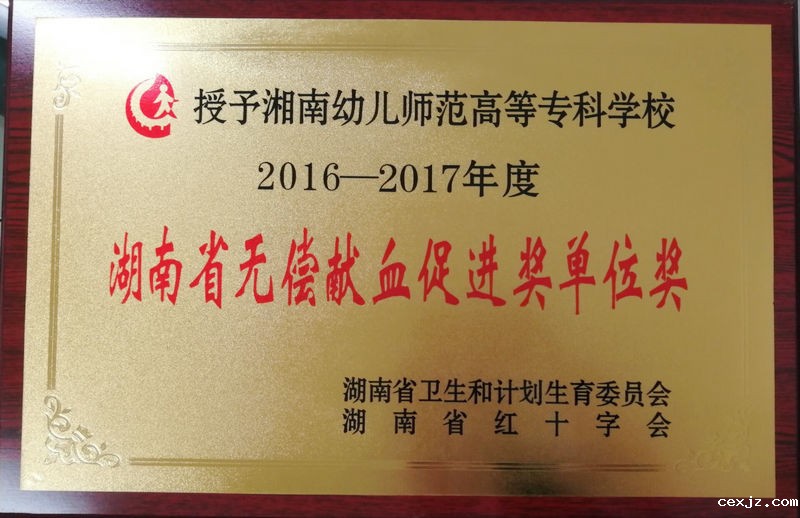 授予湘南幼儿师范高等专科学校
2016—2017年度
湖南省无偿献血促进奖单位奖
湖南省卫生和计划生育委员会
湖南省红十字会
cexjz.com